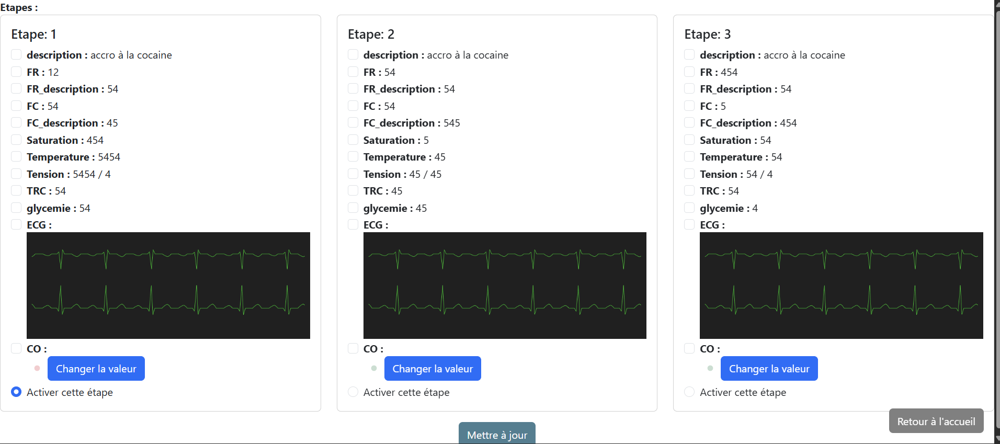 Etapes :
Etape: 1
description : accro à la cocaine
FR : 12
FR_description : 54
FC : 54
FC_description : 45
Saturation : 454
Temperature : 5454
Tension : 5454 / 4
TRC : 54
glycemie : 54
ECG :
CO :
Changer la valeur
Activer cette étape
Etape: 2
description : accro à la cocaine
FR : 54
FR_description : 54
FC : 54
FC_description : 545
Saturation : 5
Temperature : 45
Tension : 45 / 45
TRC : 45
glycemie : 45
ECG :
CO :
Changer la valeur
Activer cette étape
Etape: 3
description : accro à la cocaine
FR : 454
FR_description : 54
FC : 5
FC_description : 454
Saturation : 54
Temperature : 54
Tension : 54 / 4
TRC : 54
glycemie : 4
ECG :
CO :
Changer la valeur
Activer cette étape
Retour à l'accueil
Mettre à jour